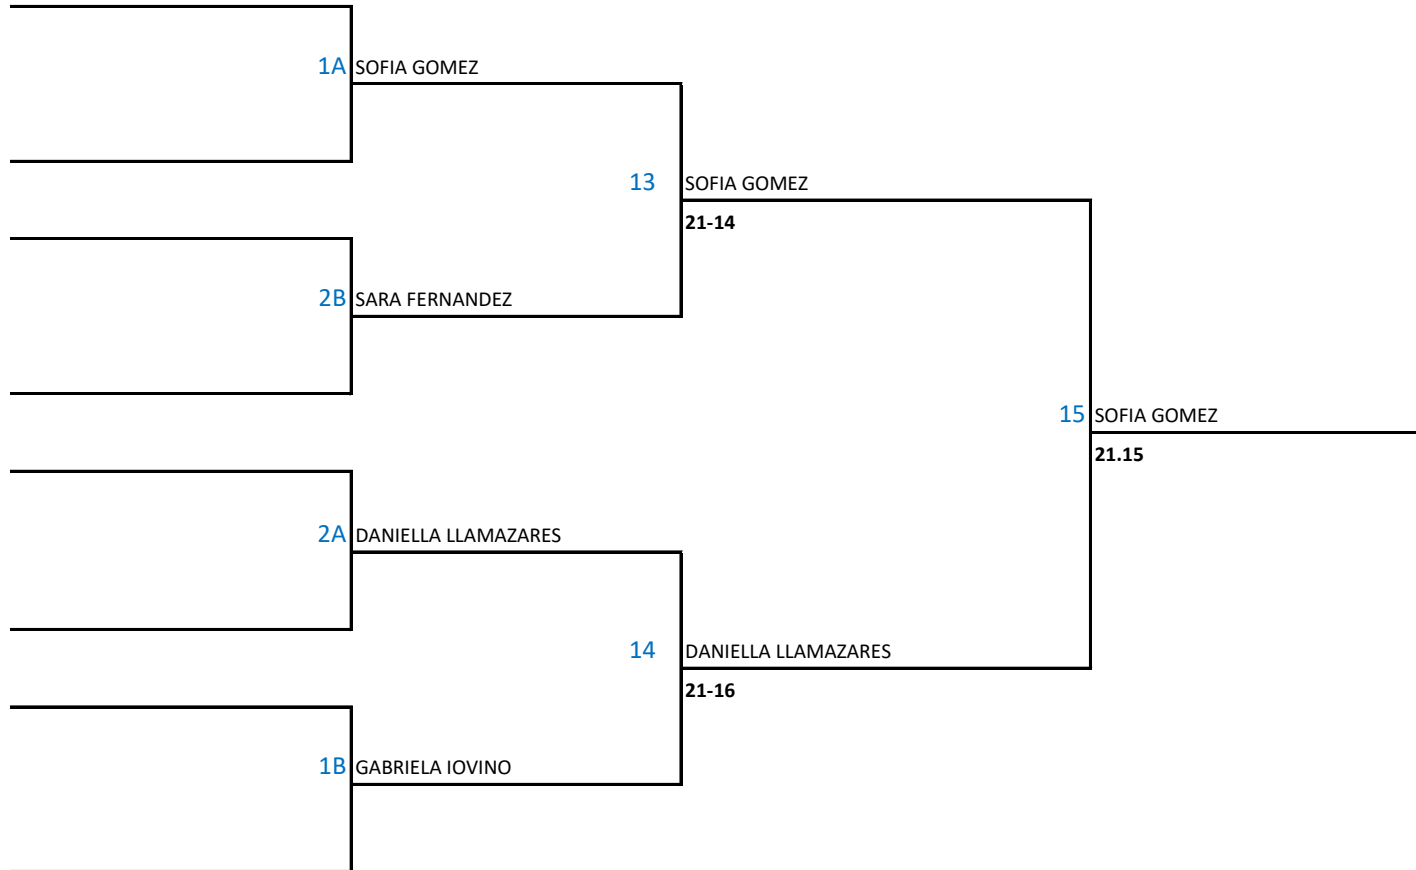 1A SOFIA GOMEZ
13 SOFIA GOMEZ
21-14
2B SARA FERNANDEZ
15 SOFIA GOMEZ
21.15
2A DANIELLA LLAMAZARES
14 DANIELLA LLAMAZARES
21-16
1B GABRIELA IOVINO